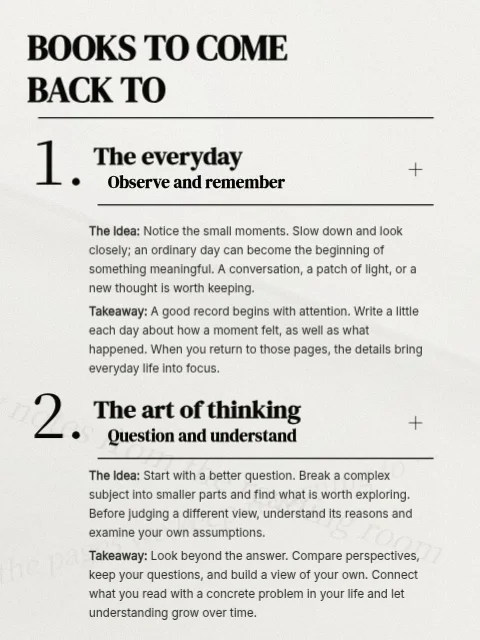 BOOKS TO COME
BACK TO
1. The everyday
Observe and remember
+
The Idea: Notice the small moments. Slow down and look
closely; an ordinary day can become the beginning of
something meaningful. A conversation, a patch of light, or a
new thought is worth keeping.
Takeaway: A good record begins with attention. Write a little
each day about how a moment felt, as well as what
happened. When you return to those pages, the details bring
everyday life into focus.
2. The art of thinking
Question and understand
+
The Idea: Start with a better question. Break a complex
subject into smaller parts and find what is worth exploring.
Before judging a different view, understand its reasons and
examine your own assumptions.
Takeaway: Look beyond the answer. Compare perspectives,
keep your questions, and build a view of your own. Connect
what you read with a concrete problem in your life and let
understanding grow over time.
notes from the reading room
the page